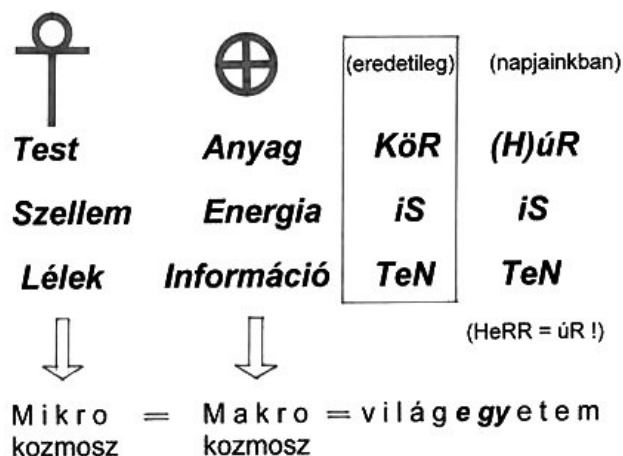 (eredetileg) (napjainkban)
Test Anyag KöR (H)úR
Szellem Energia iS iS
Lélek Információ TeN TeN
(HeRR = úR !)
Mikro = Makro = világegyetem
kozmosz kozmosz